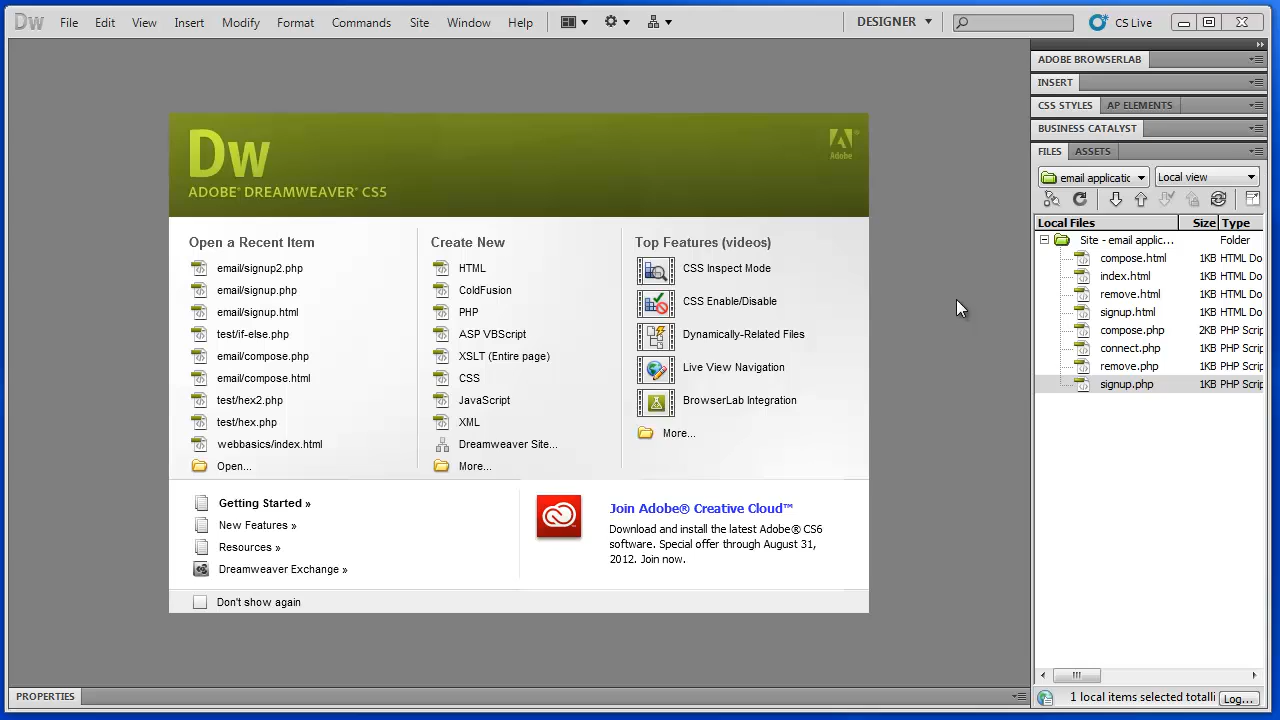 Dw File Edit View Insert Modify Format Commands Site Window Help DESIGNER CS Live
ADOBE BROWSERLAB
INSERT
CSS STYLES AP ELEMENTS
BUSINESS CATALYST
FILES ASSETS
email applicatic Local view
Local Files Size Type
Site - email applic... Folder
compose.html 1KB HTML Do
index.html 1KB HTML Do
remove.html 1KB HTML Do
signup.html 1KB HTML Do
compose.php 2KB PHP Scrip
connect.php 1KB PHP Scrip
remove.php 1KB PHP Scrip
signup.php 1KB PHP Scrip
1 local items selected totalli Log...
Dw
Adobe
ADOBE® DREAMWEAVER® CS5
Open a Recent Item
email/signup2.php
email/signup.php
email/signup.html
test/if-else.php
email/compose.php
email/compose.html
test/hex2.php
test/hex.php
webbasics/index.html
Open...
Create New
HTML
ColdFusion
PHP
ASP VBScript
XSLT (Entire page)
CSS
JavaScript
XML
Dreamweaver Site...
More...
Top Features (videos)
CSS Inspect Mode
CSS Enable/Disable
Dynamically-Related Files
Live View Navigation
BrowserLab Integration
More...
Getting Started »
New Features »
Resources »
Dreamweaver Exchange »
Join Adobe® Creative Cloud™
Download and install the latest Adobe® CS6
software. Special offer through August 31,
2012. Join now.
Don't show again
PROPERTIES